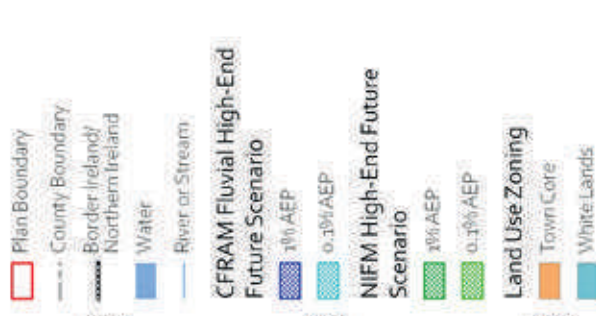 Plan Boundary
County Boundary
Border Ireland/
Northern Ireland
Water
River or Stream
CFRAM Fluvial High-End
Future Scenario
1% AEP
0.1% AEP
NIFM High-End Future
Scenario
1% AEP
0.1% AEP
Land Use Zoning
Town Core
White Lands